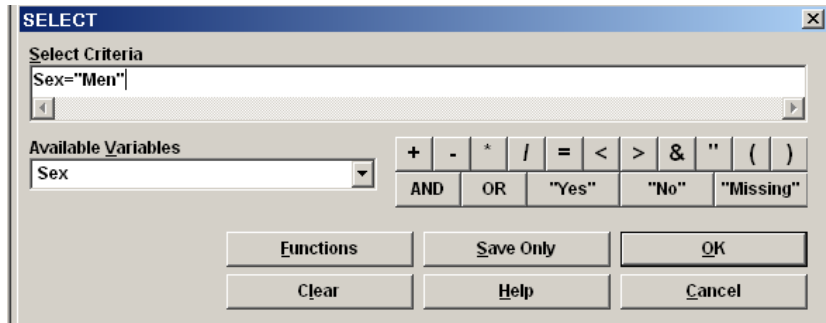 SELECT
Select Criteria
Sex="Men"
Available Variables
Sex
+ - * / = < > & " ( )
AND OR "Yes" "No" "Missing"
Functions Save Only OK
Clear Help Cancel